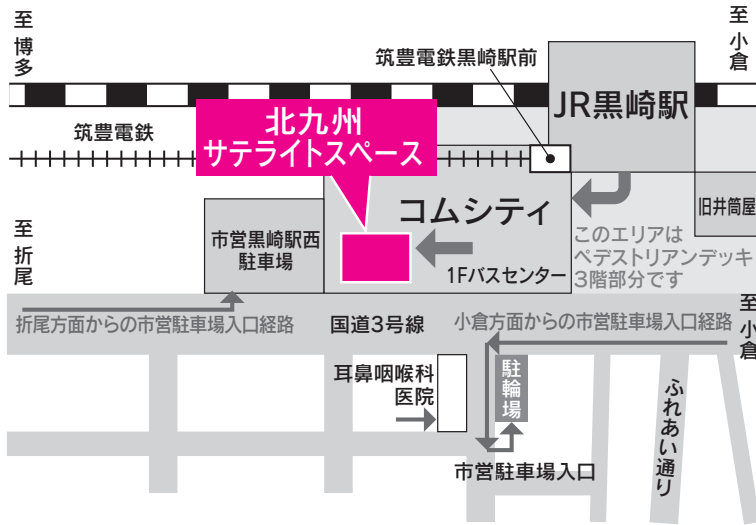 至
博
多
至
小
倉
筑豊電鉄黒崎駅前
JR黒崎駅
北九州
サテライトスペース
筑豊電鉄
コムシティ
旧井筒屋
至
折
尾
市営黒崎駅西
駐車場
1Fバスセンター
このエリアは
ペデストリアンデッキ
3階部分です
折尾方面からの市営駐車場入口経路
国道3号線
小倉方面からの市営駐車場入口経路
至
小
倉
耳鼻咽喉科
医院
駐輪場
ふれあい通り
市営駐車場入口